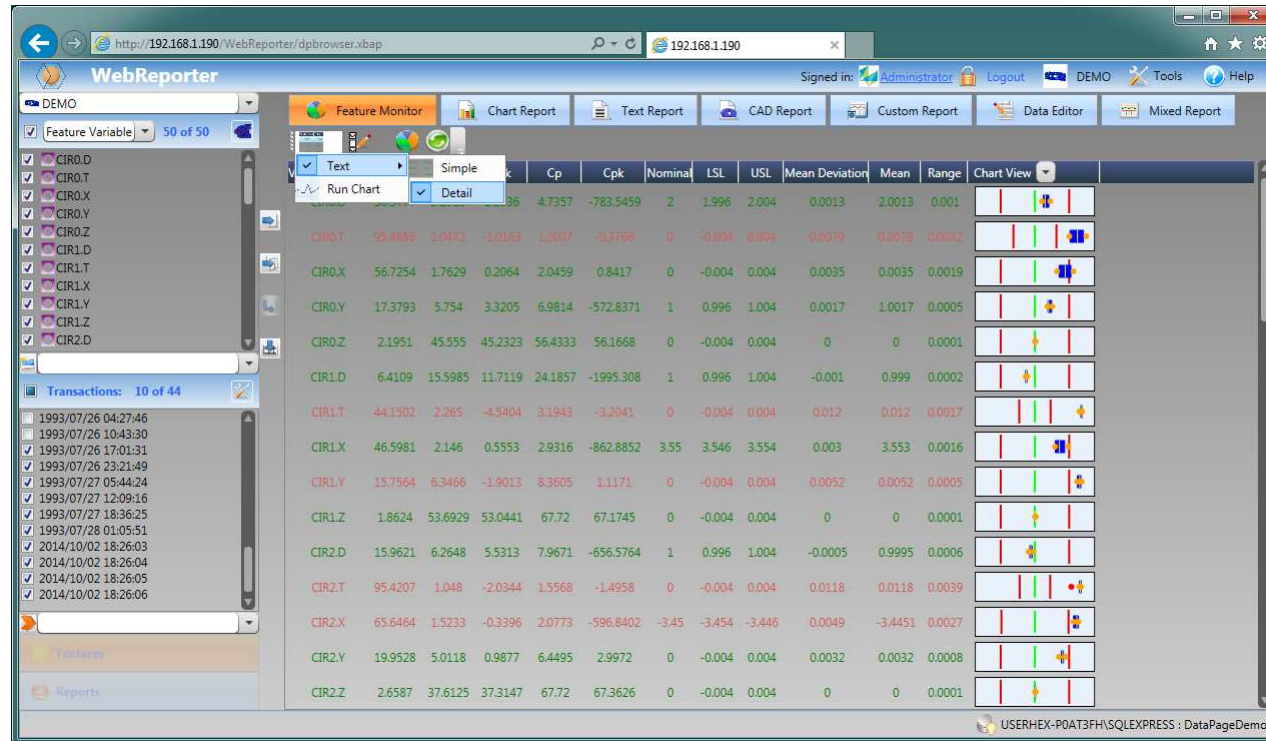 http://192.168.1.190/WebReporter/dpbrowser.xbap
192.168.1.190
WebReporter
Signed in: Administrator Logout DEMO Tools Help
DEMO
Feature Variable 50 of 50
Feature Monitor Chart Report Text Report CAD Report Custom Report Data Editor Mixed Report
Text
Run Chart
Simple
Detail
CIR0.D
CIR0.T
CIR0.X
CIR0.Y
CIR0.Z
CIR1.D
CIR1.T
CIR1.X
CIR1.Y
CIR1.Z
CIR2.D
Transactions: 10 of 44
1993/07/26 04:27:46
1993/07/26 10:43:30
1993/07/26 17:01:31
1993/07/26 23:21:49
1993/07/27 05:44:24
1993/07/27 12:09:16
1993/07/27 18:36:25
1993/07/28 01:05:51
2014/10/02 18:26:03
2014/10/02 18:26:04
2014/10/02 18:26:05
2014/10/02 18:26:06
Features
Reports
Cp Cpk Nominal LSL USL Mean Deviation Mean Range Chart View
4.7357 -783.5459 2 1.996 2.004 0.0013 2.0013 0.001
CIR0.T 95.4866 1.0472 -1.0163 1.2007 -0.3766 0 -0.004 0.004 0.0079 0.0079 0.0032
CIR0.X 56.7254 1.7629 0.2064 2.0459 0.8417 0 -0.004 0.004 0.0035 0.0035 0.0019
CIR0.Y 17.3793 5.754 3.3205 6.9814 -572.8371 1 0.996 1.004 0.0017 1.0017 0.0005
CIR0.Z 2.1951 45.555 45.2323 56.4333 56.1668 0 -0.004 0.004 0 0 0.0001
CIR1.D 6.4109 15.5985 11.7119 24.1857 -1995.308 1 0.996 1.004 -0.001 0.999 0.0002
CIR1.T 44.1502 2.265 -4.5404 3.1943 -3.2041 0 -0.004 0.004 0.012 0.012 0.0017
CIR1.X 46.5981 2.146 0.5553 2.9316 -862.8852 3.55 3.546 3.554 0.003 3.553 0.0016
CIR1.Y 15.7564 6.3466 -1.9013 8.3605 1.1171 0 -0.004 0.004 0.0052 0.0052 0.0005
CIR1.Z 1.8624 53.6929 53.0441 67.72 67.1745 0 -0.004 0.004 0 0 0.0001
CIR2.D 15.9621 6.2648 5.5313 7.9671 -656.5764 1 0.996 1.004 -0.0005 0.9995 0.0006
CIR2.T 95.4207 1.048 -2.0344 1.5568 -1.4958 0 -0.004 0.004 0.0118 0.0118 0.0039
CIR2.X 65.6464 1.5233 -0.3396 2.0773 -596.8402 -3.45 -3.454 -3.446 0.0049 -3.4451 0.0027
CIR2.Y 19.9528 5.0118 0.9877 6.4495 2.9972 0 -0.004 0.004 0.0032 0.0032 0.0008
CIR2.Z 2.6587 37.6125 37.3147 67.72 67.3626 0 -0.004 0.004 0 0 0.0001
USERHEX-P0AT3FH\SQLEXPRESS : DataPageDemo